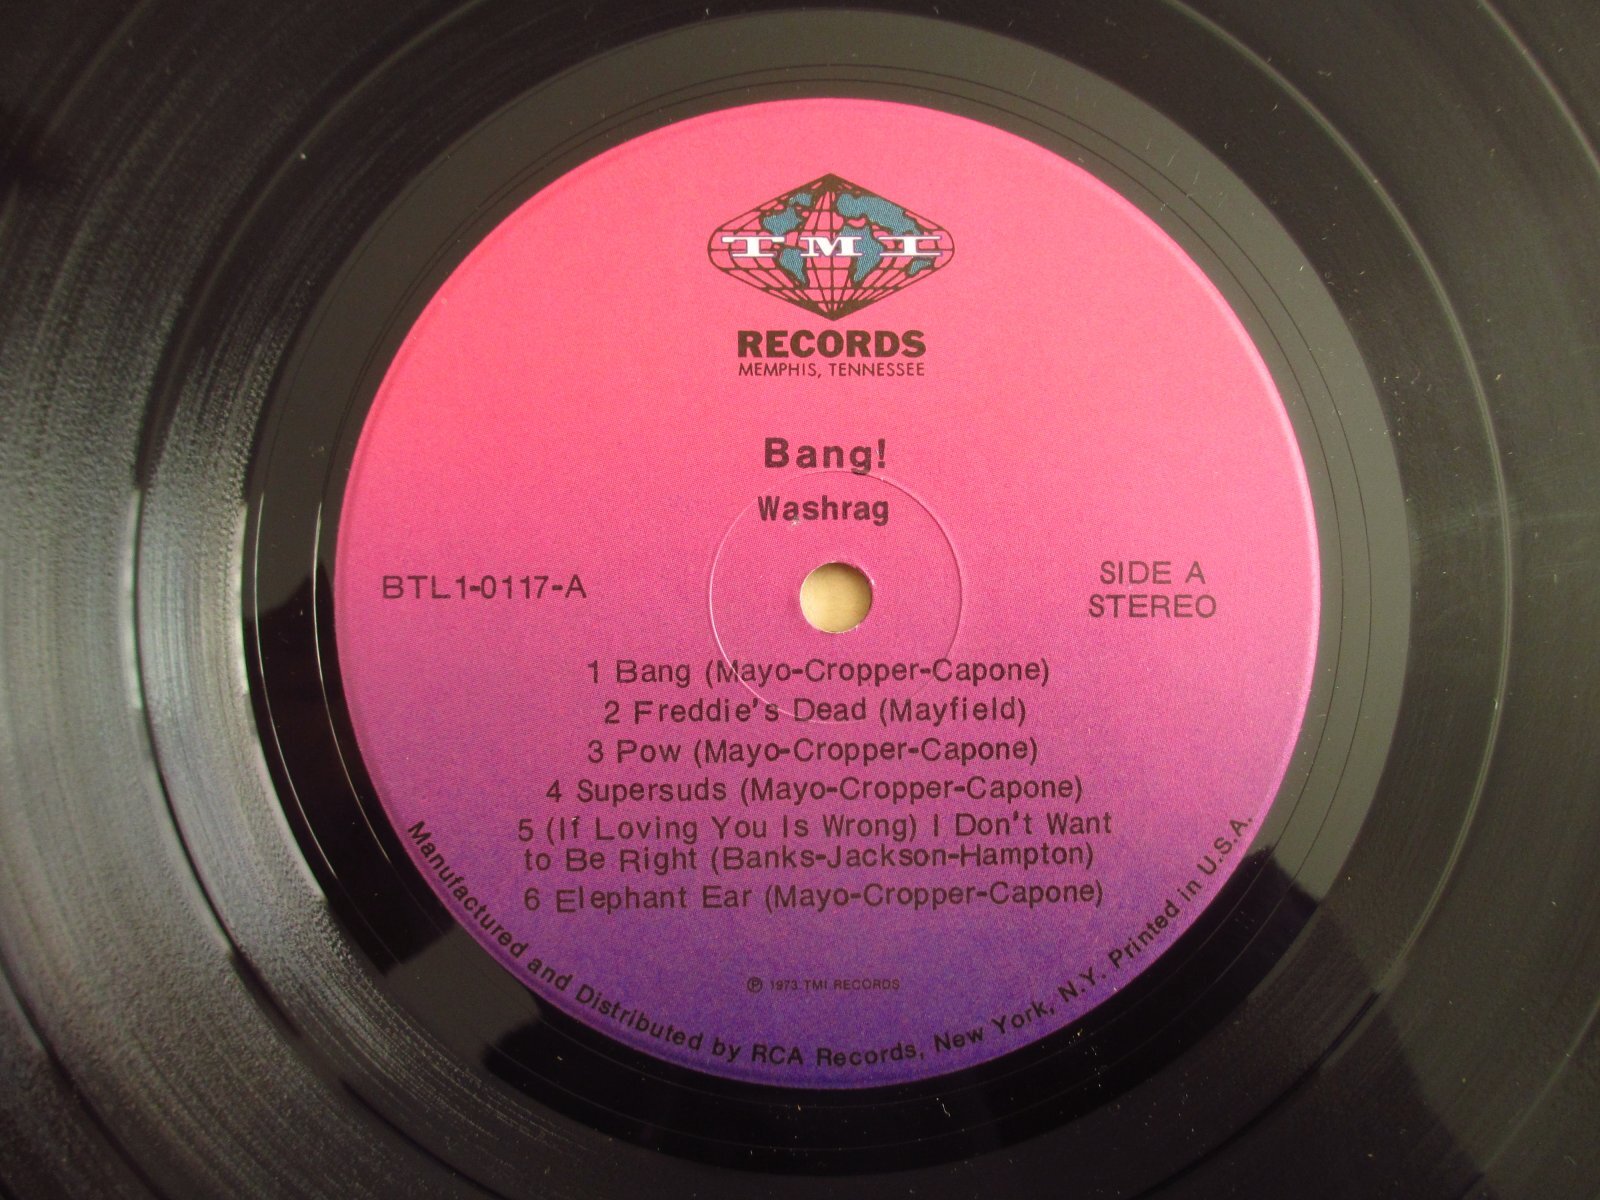 TMI
RECORDS
MEMPHIS, TENNESSEE
Bang!
Washrag
BTL1-0117-A
SIDE A
STEREO
1 Bang (Mayo-Cropper-Capone)
2 Freddie's Dead (Mayfield)
3 Pow (Mayo-Cropper-Capone)
4 Supersuds (Mayo-Cropper-Capone)
5 (If Loving You Is Wrong) I Don't Want
to Be Right (Banks-Jackson-Hampton)
6 Elephant Ear (Mayo-Cropper-Capone)
℗ 1973 TMI RECORDS
Manufactured and Distributed by RCA Records, New York, N.Y. Printed in U.S.A.